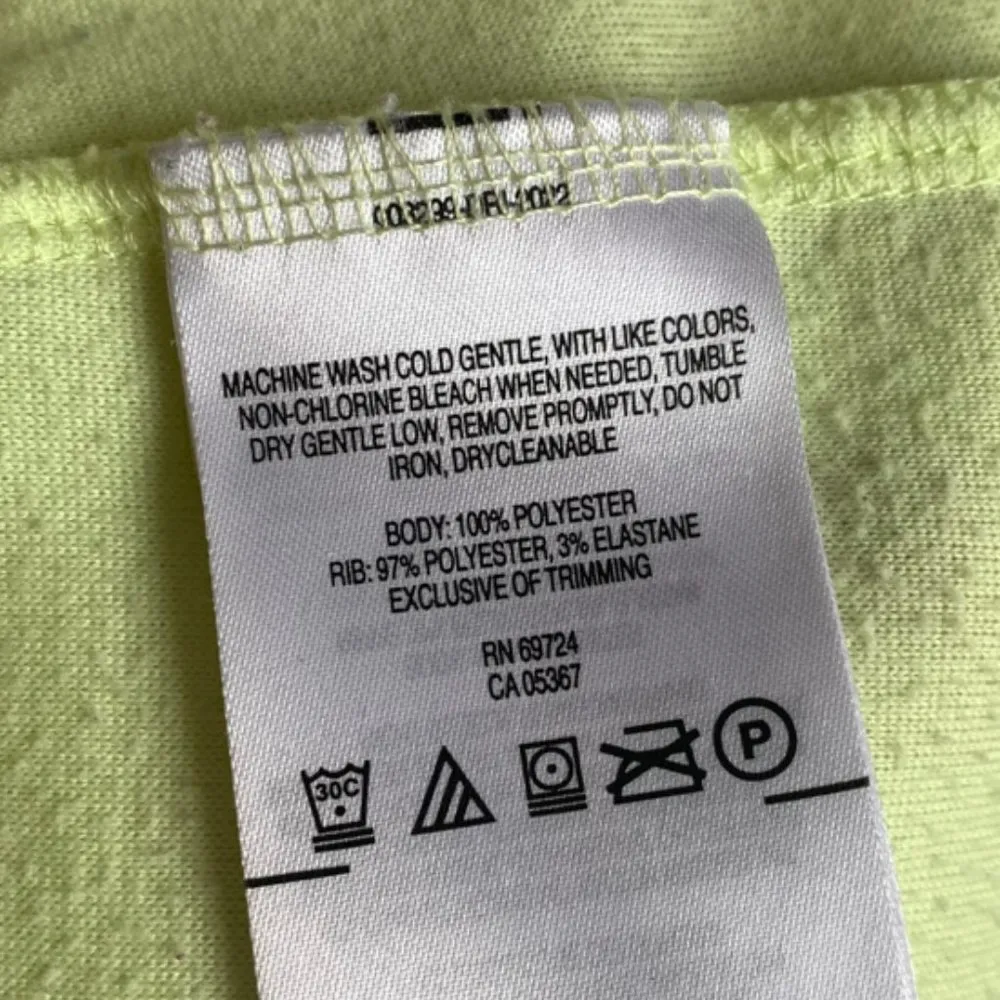 MACHINE WASH COLD GENTLE, WITH LIKE COLORS,
NON-CHLORINE BLEACH WHEN NEEDED, TUMBLE
DRY GENTLE LOW, REMOVE PROMPTLY, DO NOT
IRON, DRYCLEANABLE
BODY: 100% POLYESTER
RIB: 97% POLYESTER, 3% ELASTANE
EXCLUSIVE OF TRIMMING
RN 69724
CA 05367
30C
P